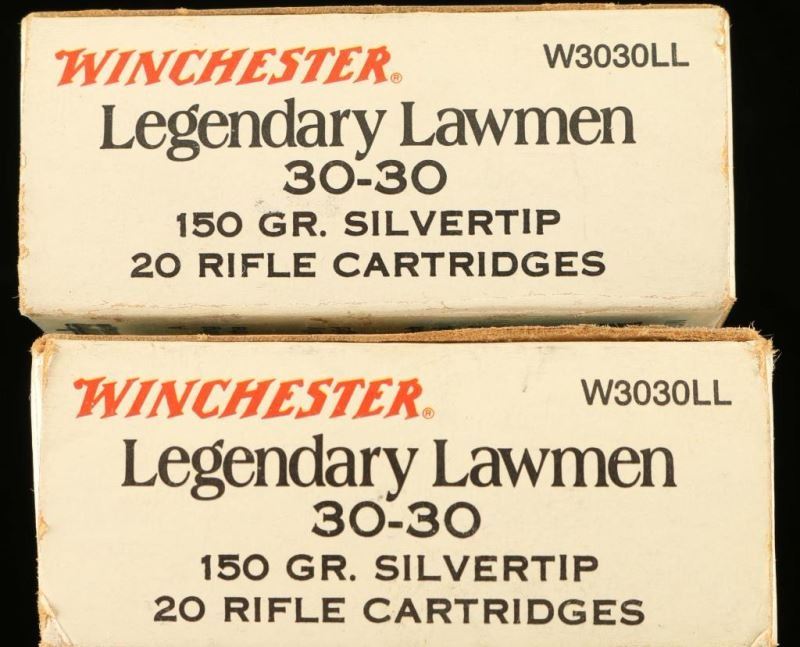 WINCHESTER® W3030LL
Legendary Lawmen
30-30
150 GR. SILVERTIP
20 RIFLE CARTRIDGES
WINCHESTER® W3030LL
Legendary Lawmen
30-30
150 GR. SILVERTIP
20 RIFLE CARTRIDGES